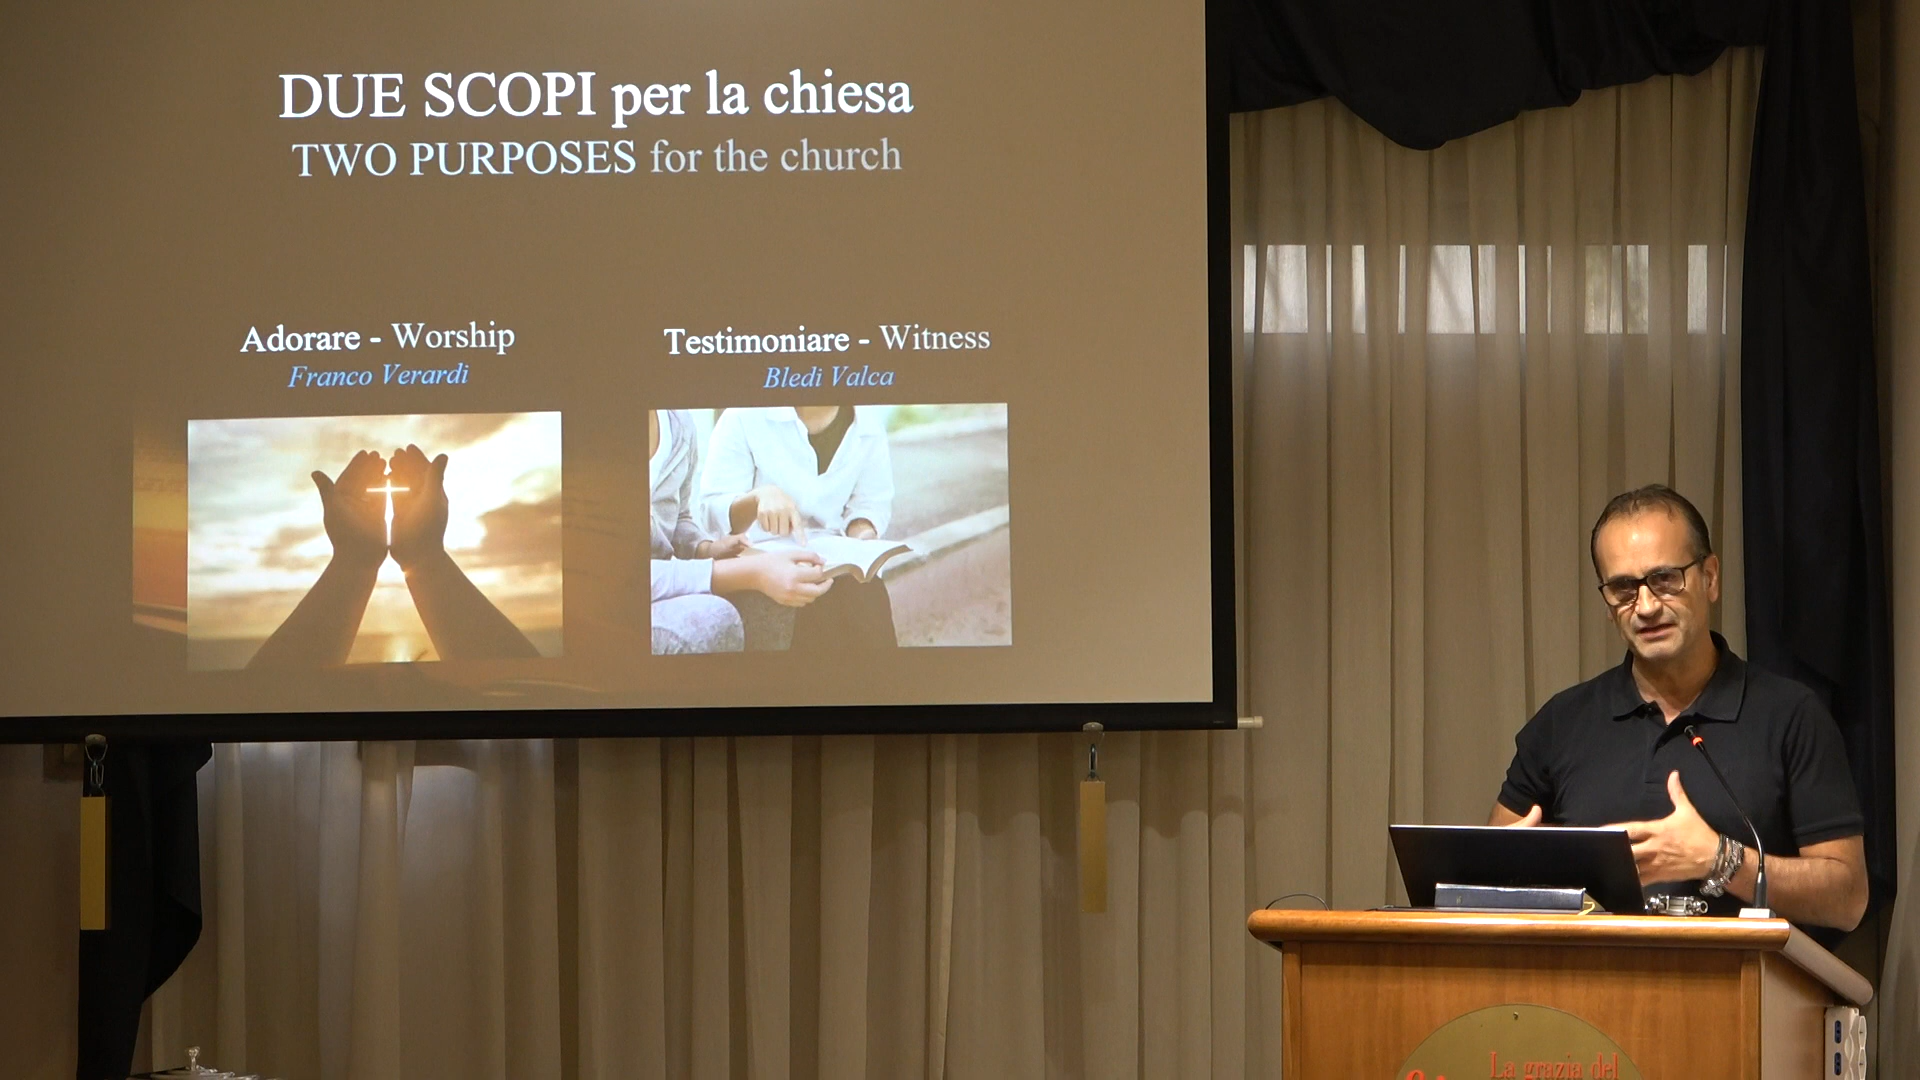 DUE SCOPI per la chiesa
TWO PURPOSES for the church
Adorare - Worship
Franco Verardi
Testimoniare - Witness
Bledi Valca
La grazia del